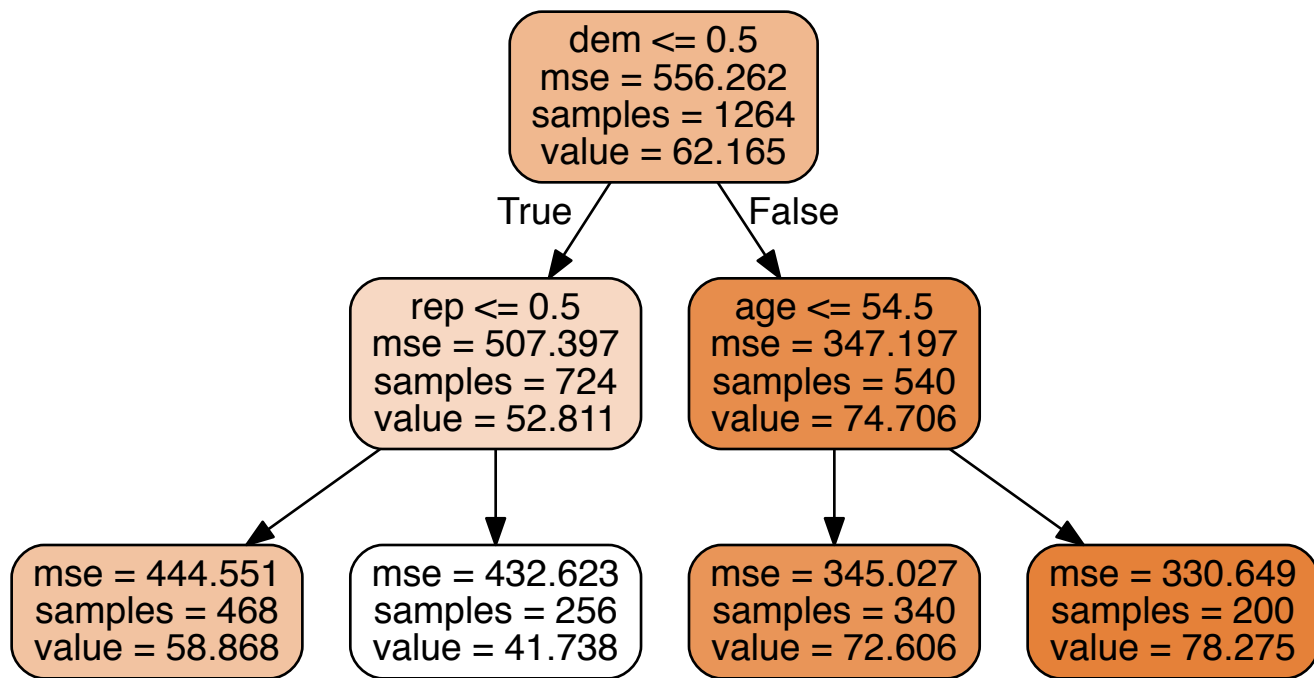 dem <= 0.5
mse = 556.262
samples = 1264
value = 62.165
True
False
rep <= 0.5
mse = 507.397
samples = 724
value = 52.811
age <= 54.5
mse = 347.197
samples = 540
value = 74.706
mse = 444.551
samples = 468
value = 58.868
mse = 432.623
samples = 256
value = 41.738
mse = 345.027
samples = 340
value = 72.606
mse = 330.649
samples = 200
value = 78.275